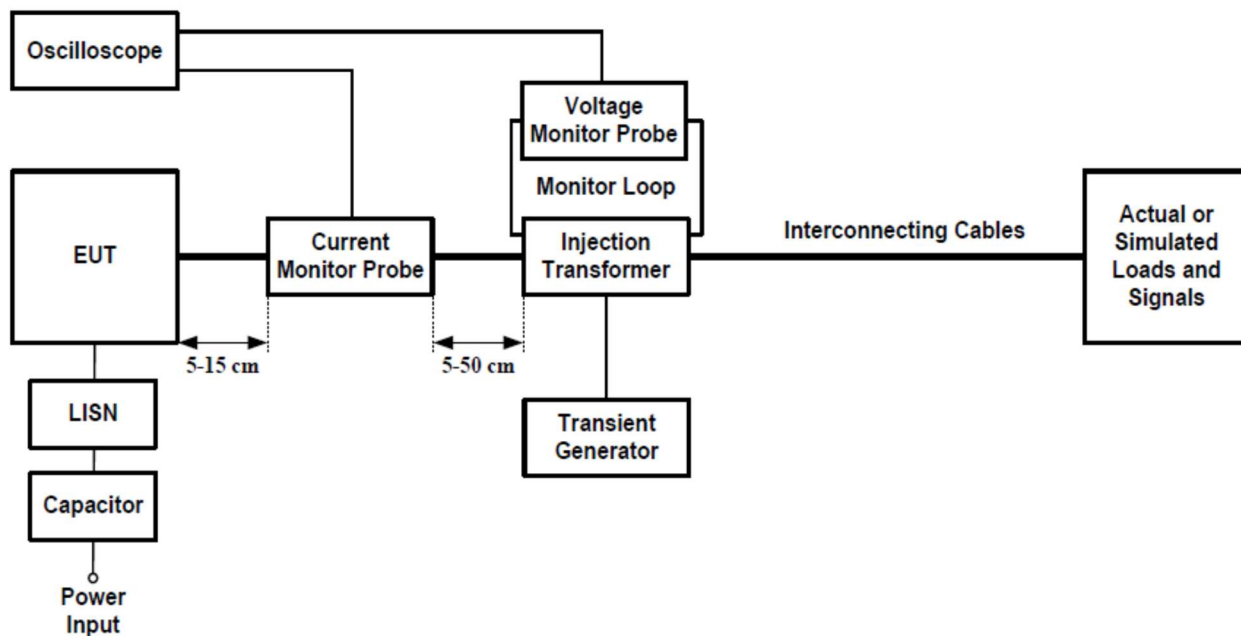 Oscilloscope
Voltage
Monitor Probe
Monitor Loop
EUT
Current
Monitor Probe
Injection
Transformer
Interconnecting Cables
Actual or
Simulated
Loads and
Signals
5-15 cm
5-50 cm
LISN
Transient
Generator
Capacitor
Power
Input